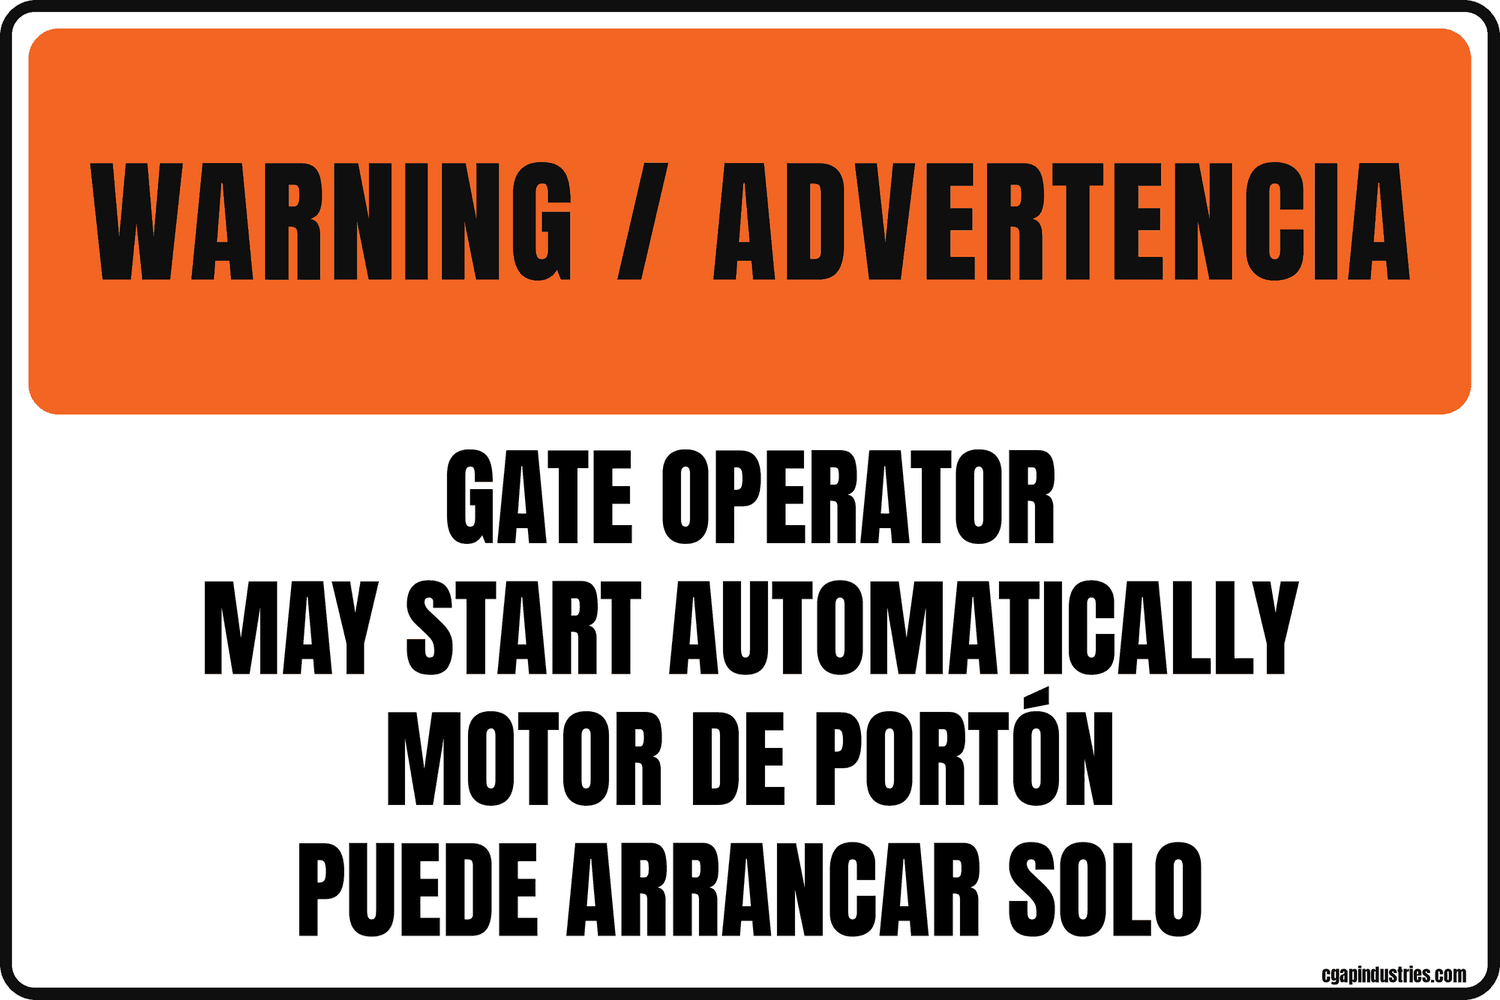 WARNING / ADVERTENCIA
GATE OPERATOR
MAY START AUTOMATICALLY
MOTOR DE PORTÓN
PUEDE ARRANCAR SOLO
cgapindustries.com